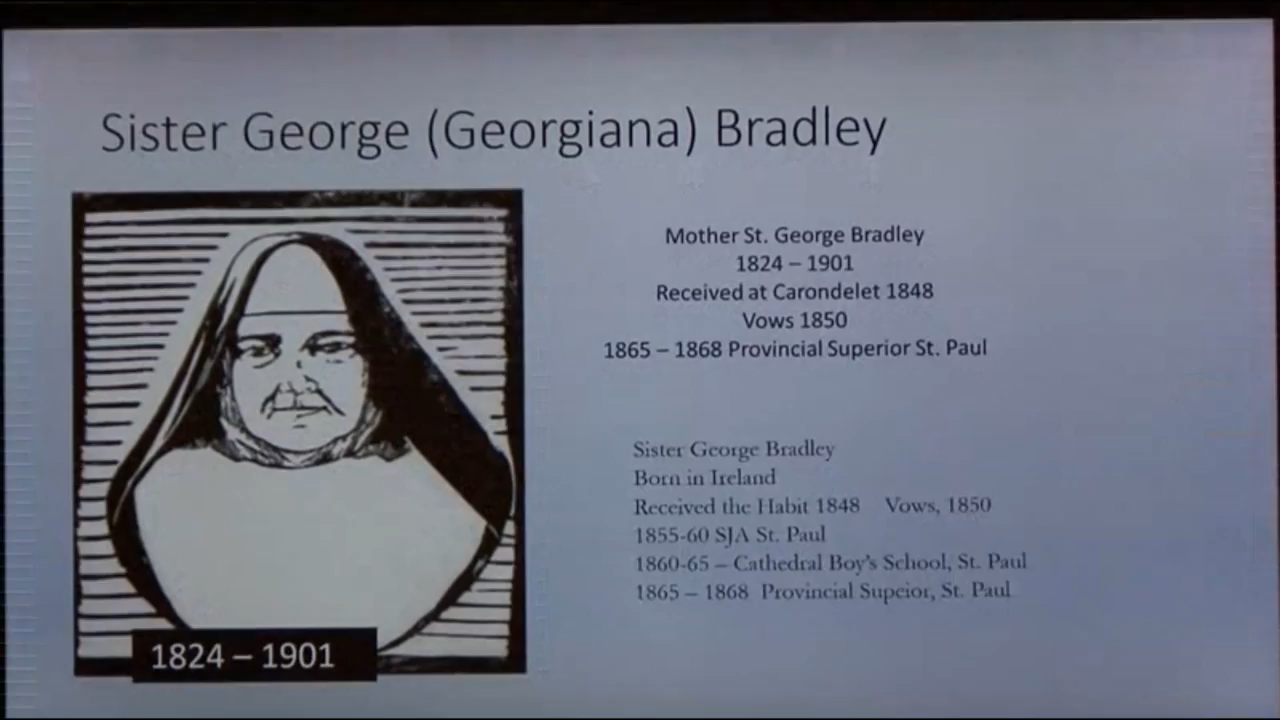 Sister George (Georgiana) Bradley
Mother St. George Bradley
1824 – 1901
Received at Carondelet 1848
Vows 1850
1865 – 1868 Provincial Superior St. Paul
Sister George Bradley
Born in Ireland
Received the Habit 1848 Vows, 1850
1855-60 SJA St. Paul
1860-65 – Cathedral Boy's School, St. Paul
1865 – 1868 Provincial Supeior, St. Paul
1824 – 1901